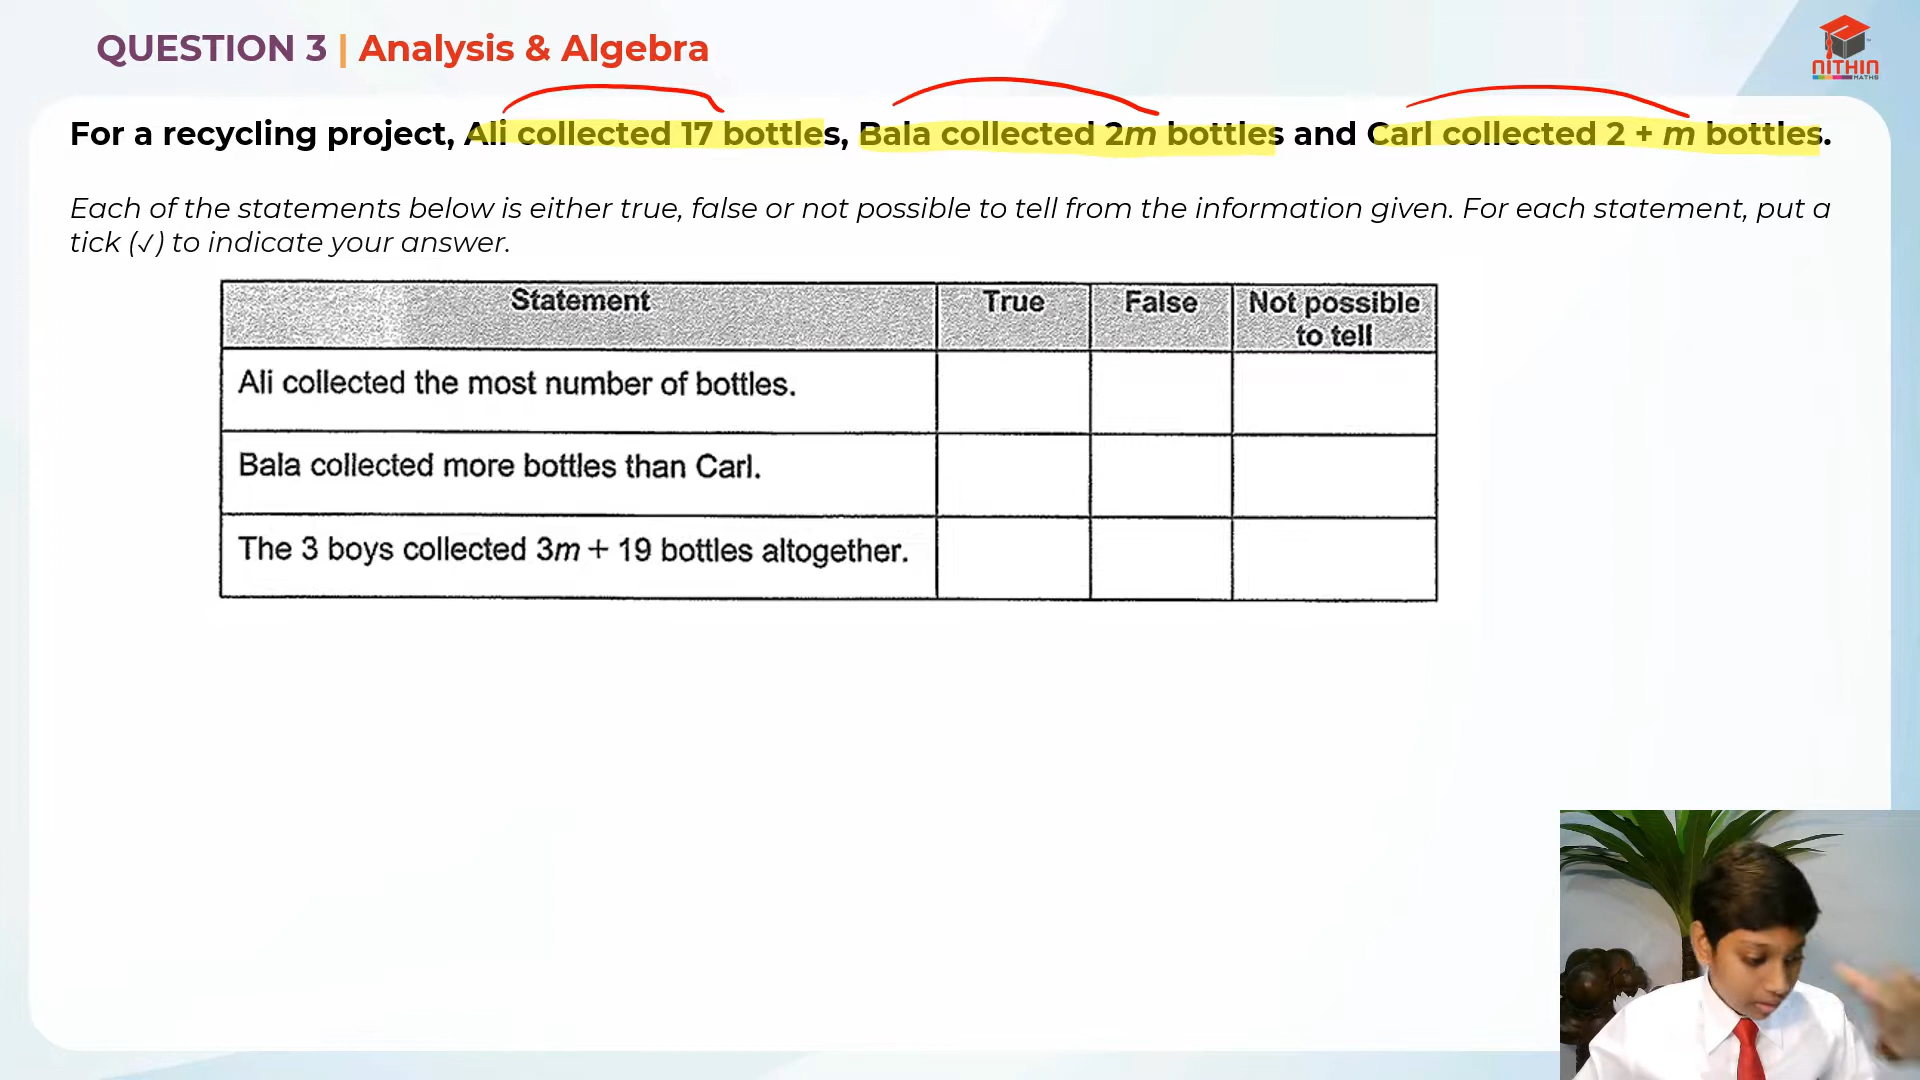 QUESTION 3 | Analysis & Algebra
NITHIN
MATHS
For a recycling project, Ali collected 17 bottles, Bala collected 2m bottles and Carl collected 2 + m bottles.
Each of the statements below is either true, false or not possible to tell from the information given. For each statement, put a
tick (✓) to indicate your answer.
Statement True False Not possible
to tell
Ali collected the most number of bottles.
Bala collected more bottles than Carl.
The 3 boys collected 3m + 19 bottles altogether.